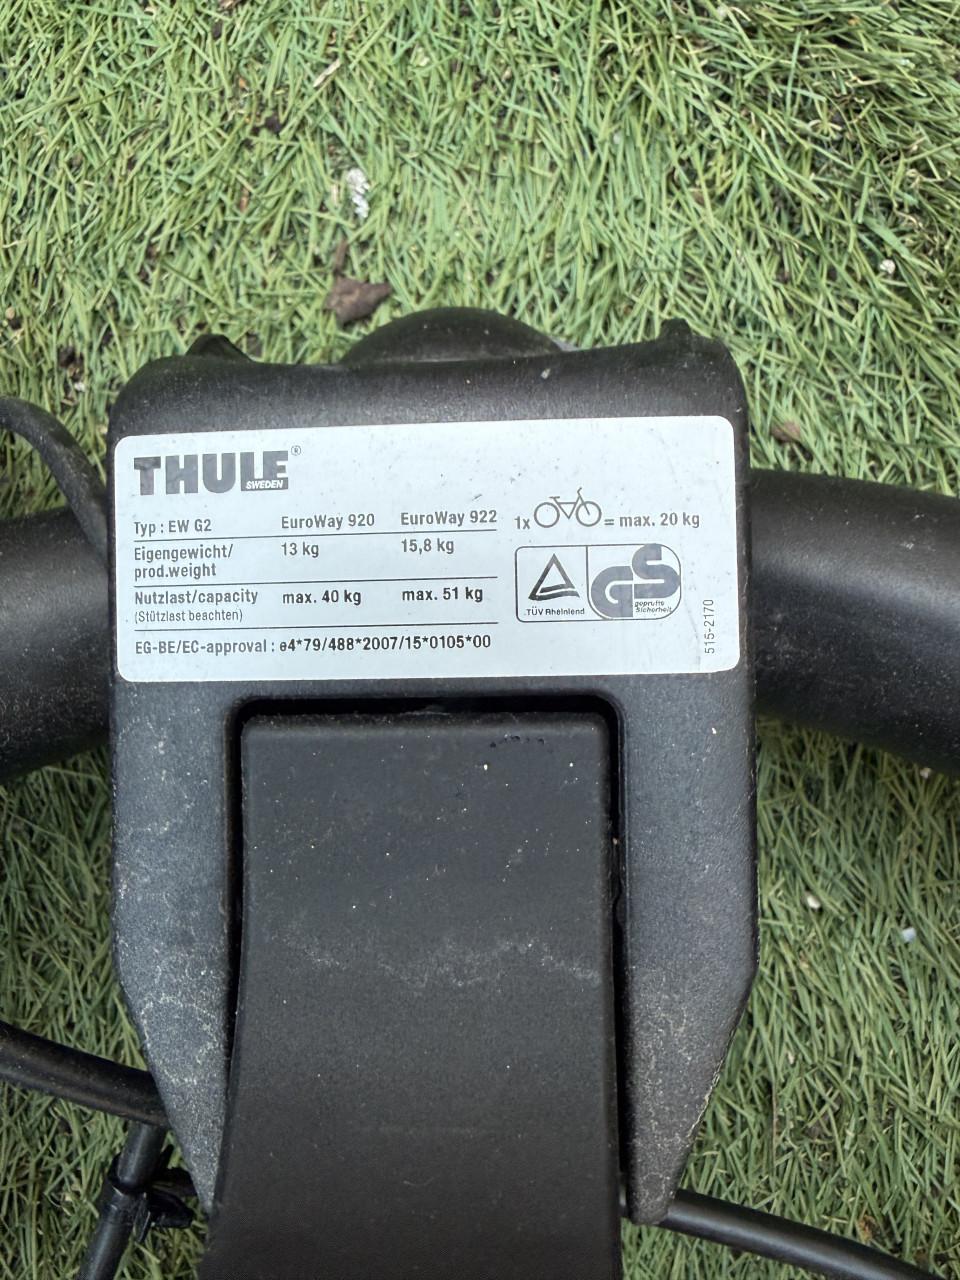 THULE®
SWEDEN
Typ : EW G2 EuroWay 920 EuroWay 922
Eigengewicht/ 13 kg 15,8 kg
prod.weight
Nutzlast/capacity max. 40 kg max. 51 kg
(Stützlast beachten)
EG-BE/EC-approval : e4*79/488*2007/15*0105*00
1x = max. 20 kg
TÜV Rheinland
GS
geprüfte
Sicherheit
515-2170